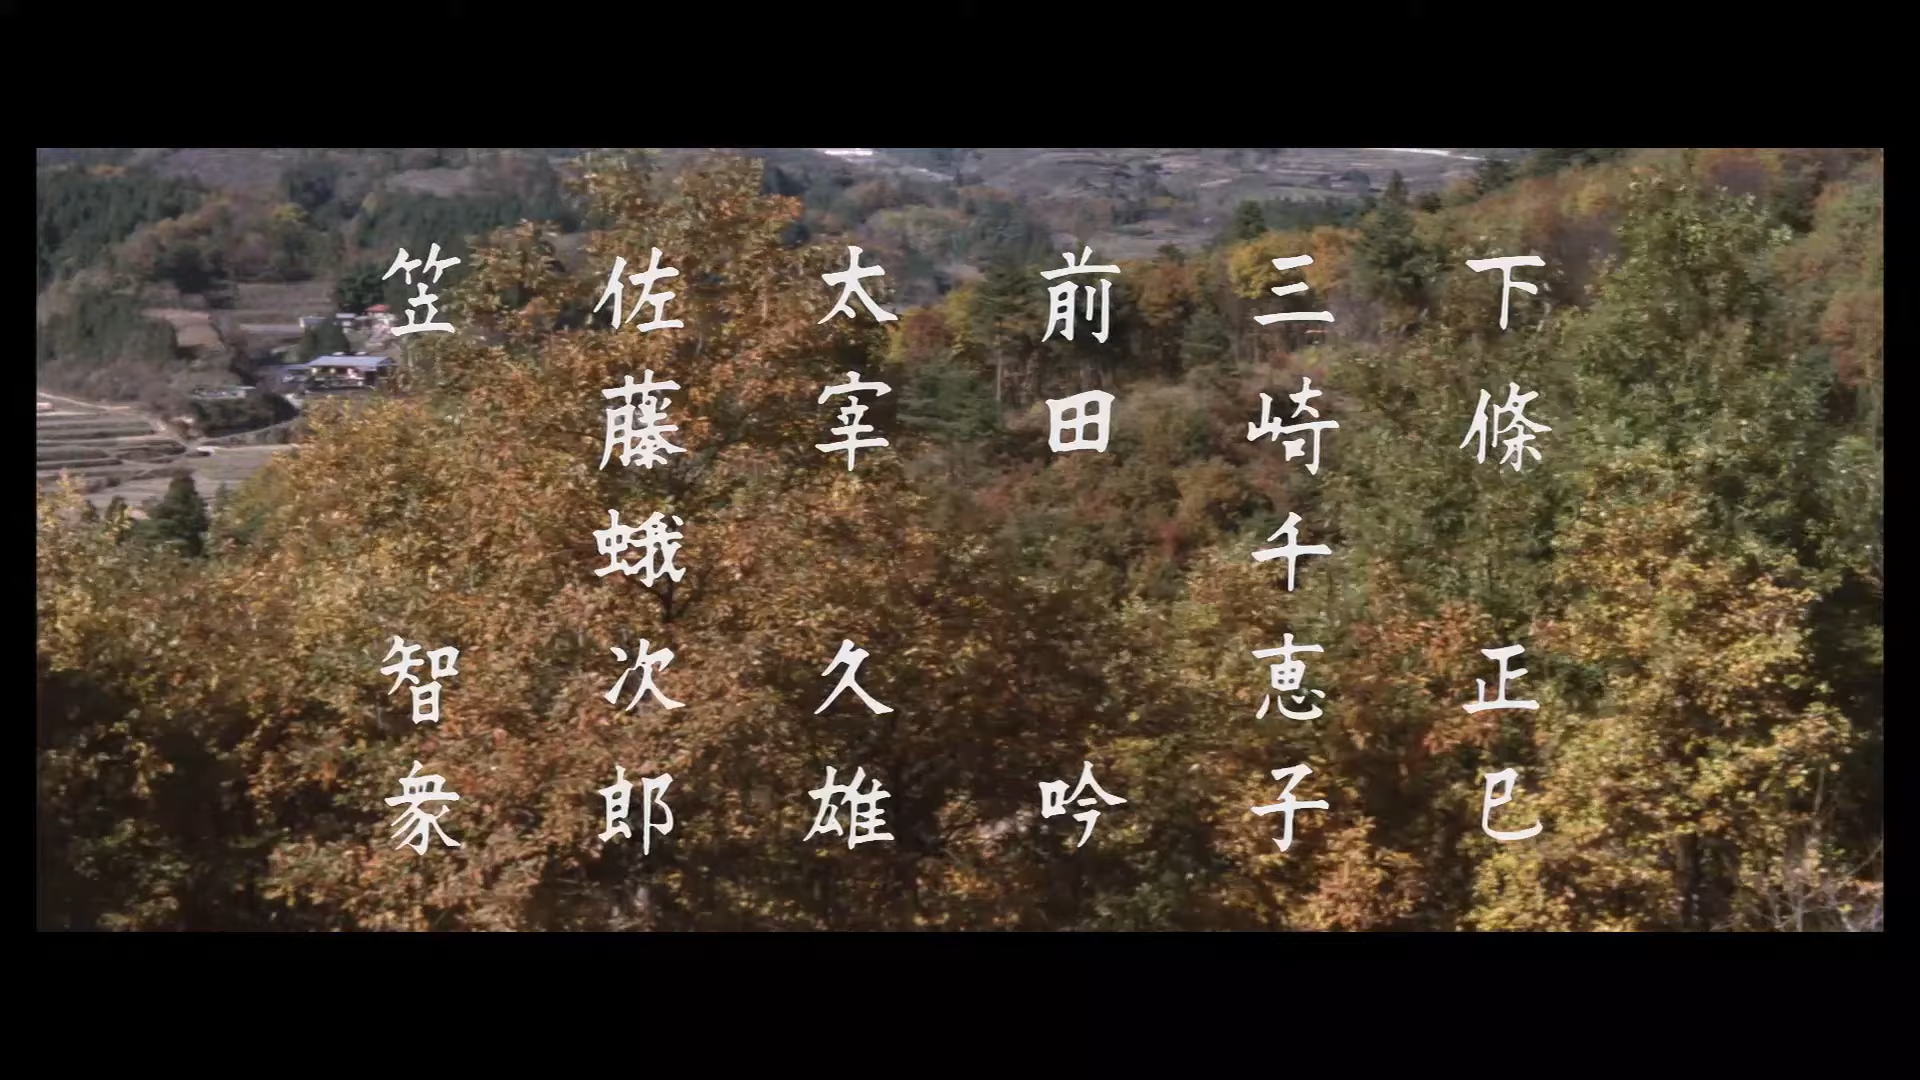 下條正巳
三崎千恵子
前田吟
太宰久雄
佐藤蛾次郎
笠智衆